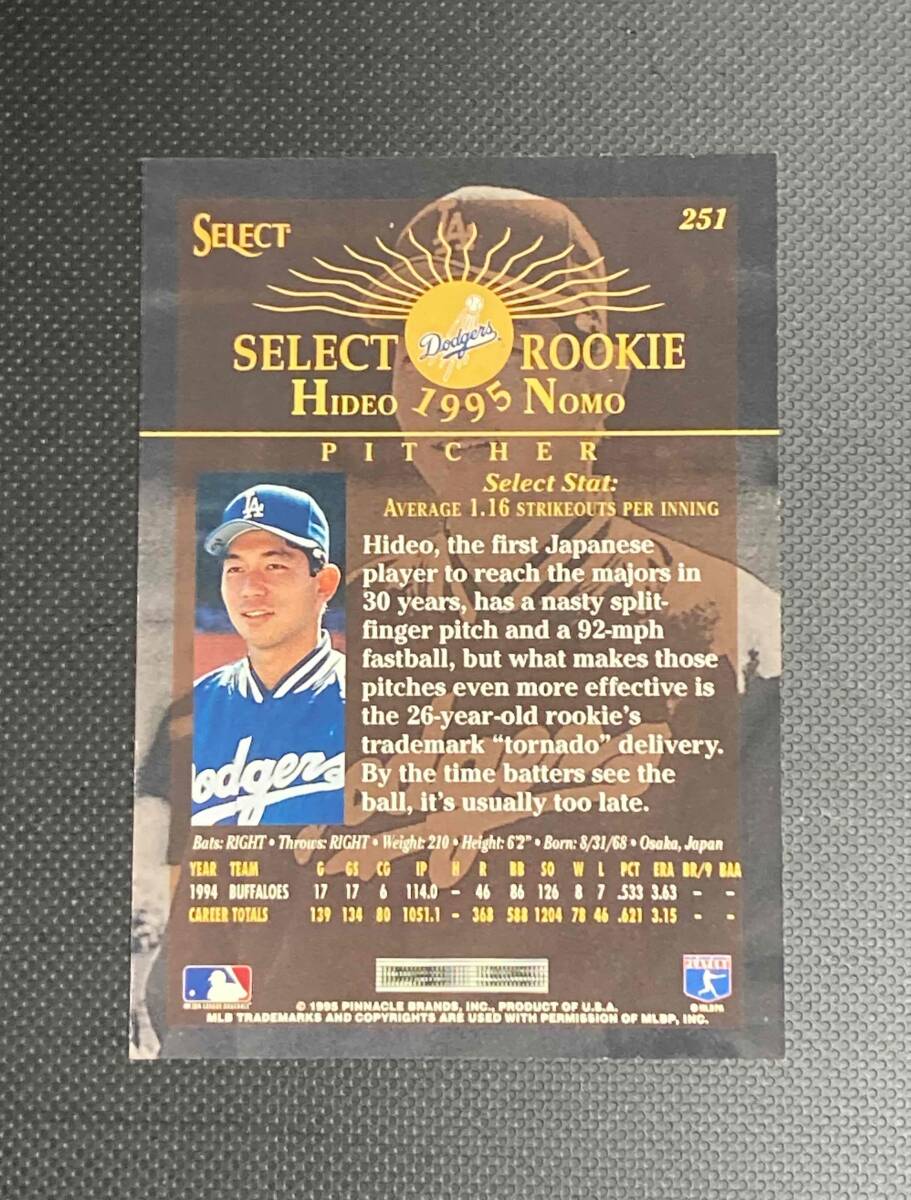 SELECT
251
LA
Dodgers
SELECT ROOKIE
HIDEO 1995 NOMO
PITCHER
Select Stat:
AVERAGE 1.16 STRIKEOUTS PER INNING
LA
Dodgers
Hideo, the first Japanese
player to reach the majors in
30 years, has a nasty split-
finger pitch and a 92-mph
fastball, but what makes those
pitches even more effective is
the 26-year-old rookie's
trademark "tornado" delivery.
By the time batters see the
ball, it's usually too late.
Bats: RIGHT • Throws: RIGHT • Weight: 210 • Height: 6'2" • Born: 8/31/68 • Osaka, Japan
YEAR TEAM G GS CG IP H R BB SO W L PCT ERA BR/9 BAA
1994 BUFFALOES 17 17 6 114.0 – 46 86 126 8 7 .533 3.63 – –
CAREER TOTALS 139 134 80 1051.1 – 368 588 1204 78 46 .621 3.15 – –
MAJOR LEAGUE BASEBALL
© MLBPA
© 1995 PINNACLE BRANDS, INC., PRODUCT OF U.S.A.
MLB TRADEMARKS AND COPYRIGHTS ARE USED WITH PERMISSION OF MLBP, INC.